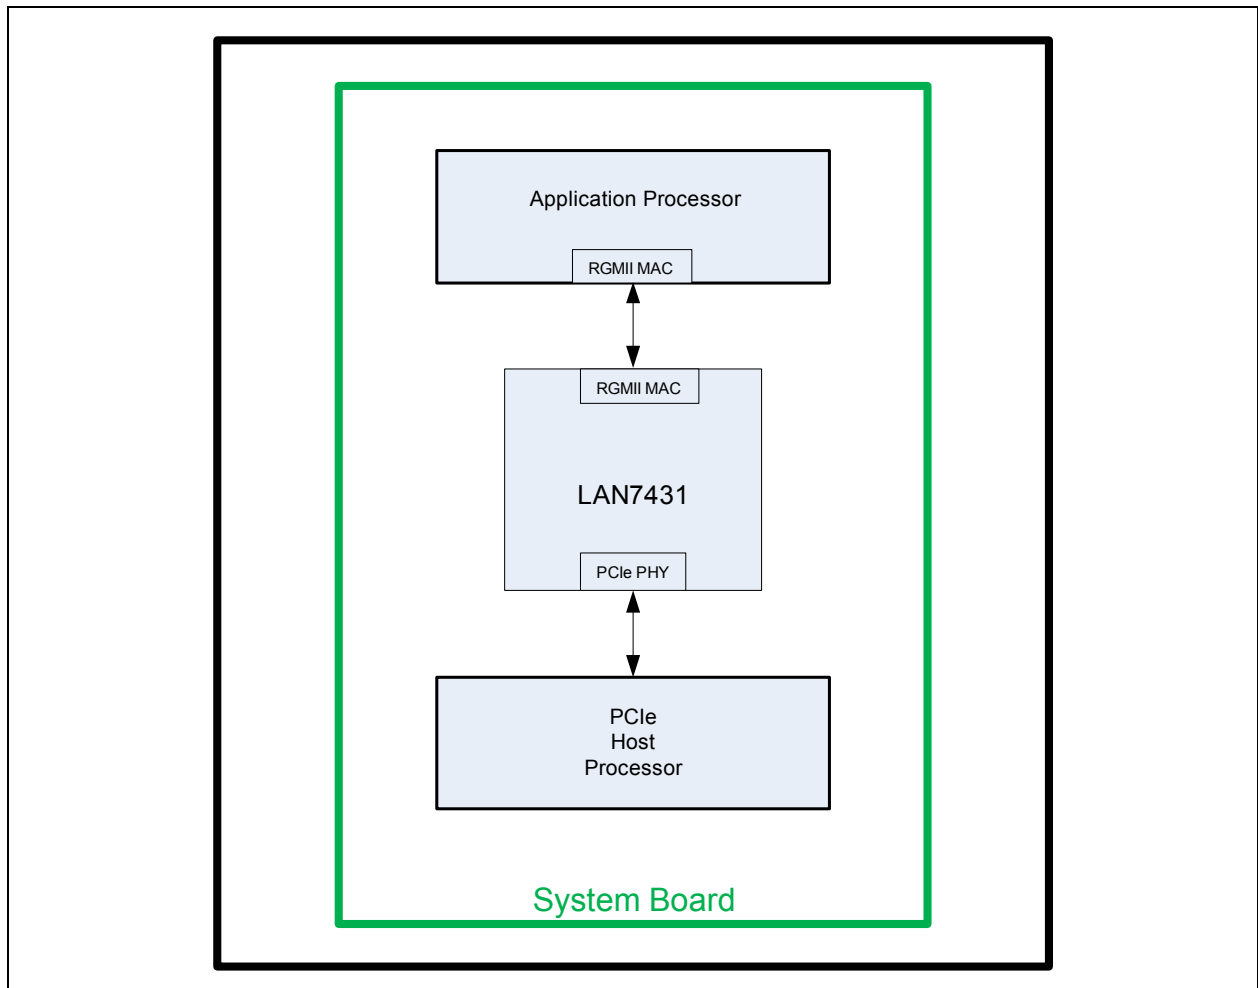 Application Processor
RGMII MAC
RGMII MAC
LAN7431
PCIe PHY
PCIe
Host
Processor
System Board